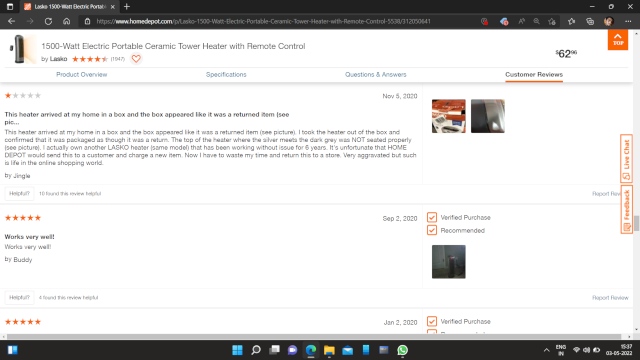 Lasko 1500-Watt Electric Portab
https://www.homedepot.com/p/Lasko-1500-Watt-Electric-Portable-Ceramic-Tower-Heater-with-Remote-Control-5538/312050641
1500-Watt Electric Portable Ceramic Tower Heater with Remote Control
by Lasko (1947)
$62.96
TOP
Product Overview
Specifications
Questions & Answers
Customer Reviews
Nov 5, 2020
This heater arrived at my home in a box and the box appeared like it was a returned item (see
pic...
This heater arrived at my home in a box and the box appeared like it was a returned item (see picture). I took the heater out of the box and
confirmed that it was packaged as though it was a return. The top of the heater where the silver meets the dark grey was NOT seated properly
(see picture). I actually own another LASKO heater (same model) that has been working without issue for 6 years. It's unfortunate that HOME
DEPOT would send this to a customer and charge a new item. Now I have to waste my time and return this to a store. Very aggravated but such
is life in the online shopping world.
by Jingle
Helpful?
10 found this review helpful
Report Review
Live Chat
Feedback
Sep 2, 2020
Verified Purchase
Recommended
Works very well!
Works very well!
by Buddy
Helpful?
4 found this review helpful
Report Review
Jan 2, 2020
Verified Purchase
ENG
IN
15:37
03-05-2022